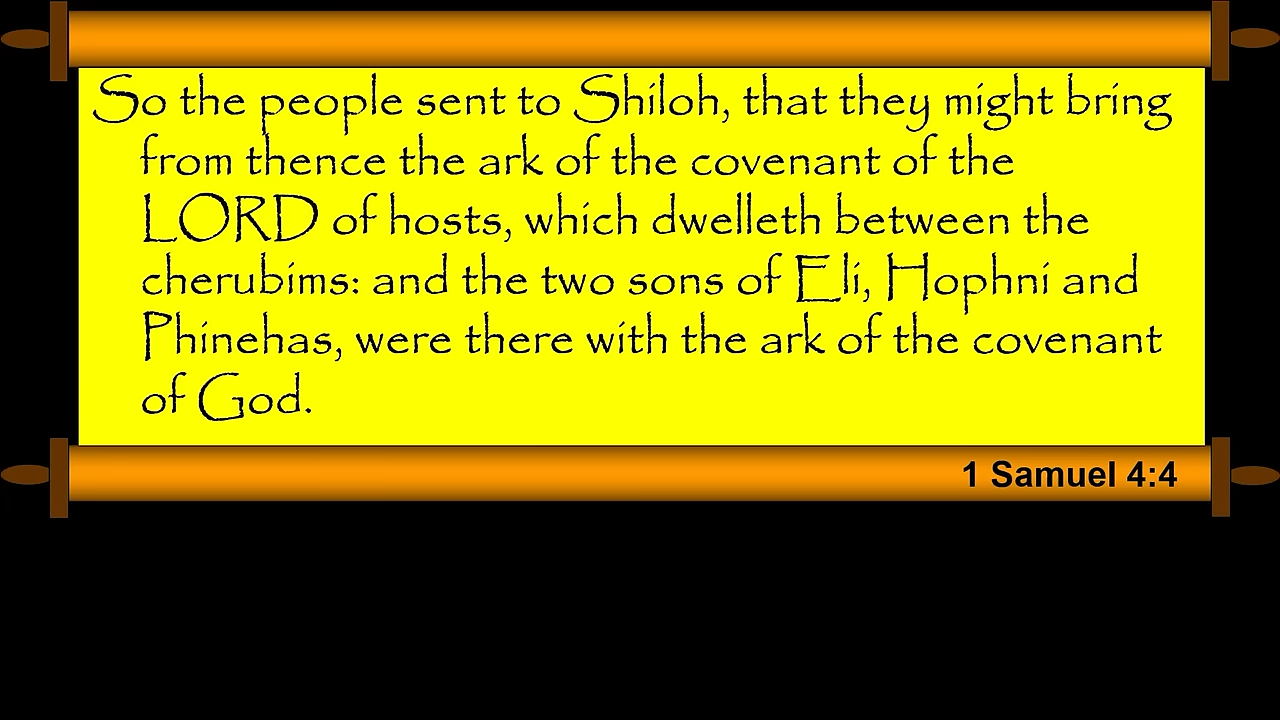 So the people sent to Shiloh, that they might bring
from thence the ark of the covenant of the
LORD of hosts, which dwelleth between the
cherubims: and the two sons of Eli, Hophni and
Phinehas, were there with the ark of the covenant
of God.
1 Samuel 4:4